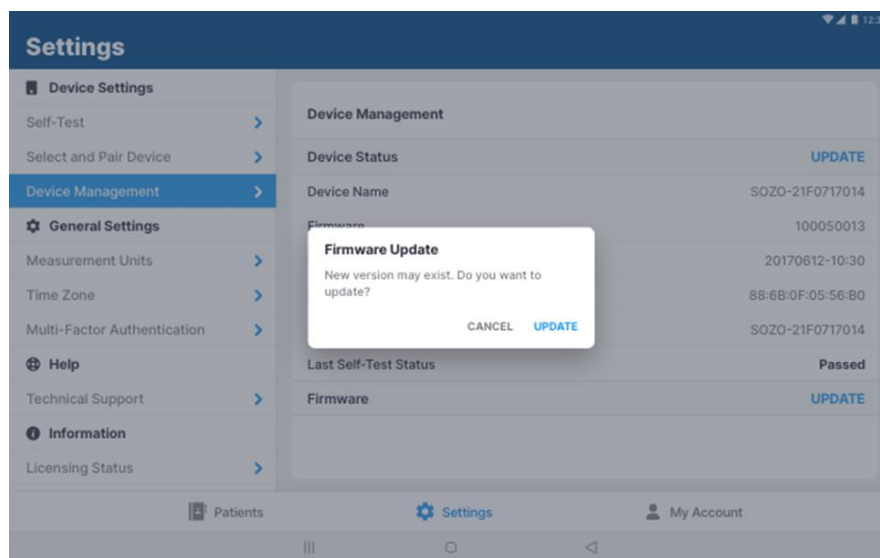 12:3
Settings
Device Settings
Self-Test
Select and Pair Device
Device Management
General Settings
Measurement Units
Time Zone
Multi-Factor Authentication
Help
Technical Support
Information
Licensing Status
Device Management
Device Status UPDATE
Device Name SOZO-21F0717014
Firmware 100050013
20170612-10:30
88:6B:0F:05:56:B0
SOZO-21F0717014
Last Self-Test Status Passed
Firmware UPDATE
Firmware Update
New version may exist. Do you want to
update?
CANCEL UPDATE
Patients Settings My Account